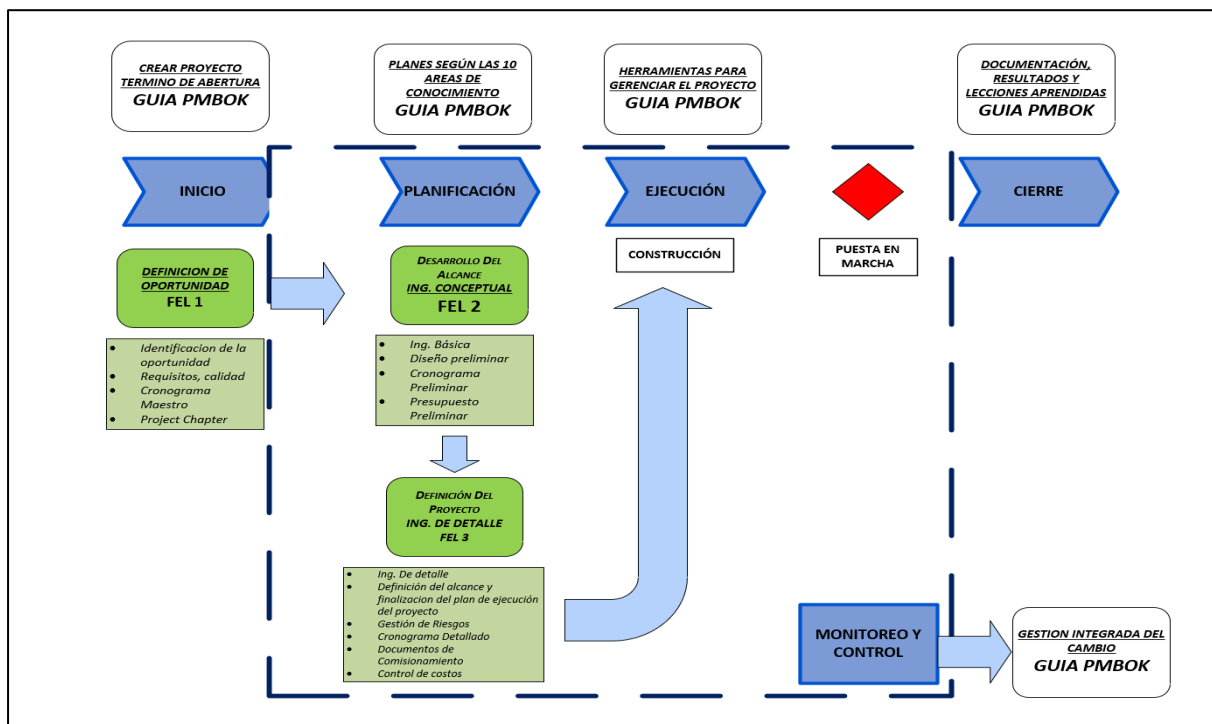 CREAR PROYECTO
TERMINO DE ABERTURA
GUIA PMBOK
PLANES SEGÚN LAS 10
AREAS DE
CONOCIMIENTO
GUIA PMBOK
HERRAMIENTAS PARA
GERENCIAR EL PROYECTO
GUIA PMBOK
DOCUMENTACIÓN,
RESULTADOS Y
LECCIONES APRENDIDAS
GUIA PMBOK
INICIO
PLANIFICACIÓN
EJECUCIÓN
CIERRE
DEFINICION DE
OPORTUNIDAD
FEL 1
DESARROLLO DEL
ALCANCE
ING. CONCEPTUAL
FEL 2
CONSTRUCCIÓN
PUESTA EN
MARCHA
• Identificacion de la
oportunidad
• Requisitos, calidad
• Cronograma
Maestro
• Project Chapter
• Ing. Básica
• Diseño preliminar
• Cronograma
Preliminar
• Presupuesto
Preliminar
DEFINICIÓN DEL
PROYECTO
ING. DE DETALLE
FEL 3
• Ing. De detalle
• Definición del alcance y
finalizacion del plan de ejecución
del proyecto
• Gestión de Riesgos
• Cronograma Detallado
• Documentos de
Comisionamiento
• Control de costos
MONITOREO Y
CONTROL
GESTION INTEGRADA DEL
CAMBIO
GUIA PMBOK